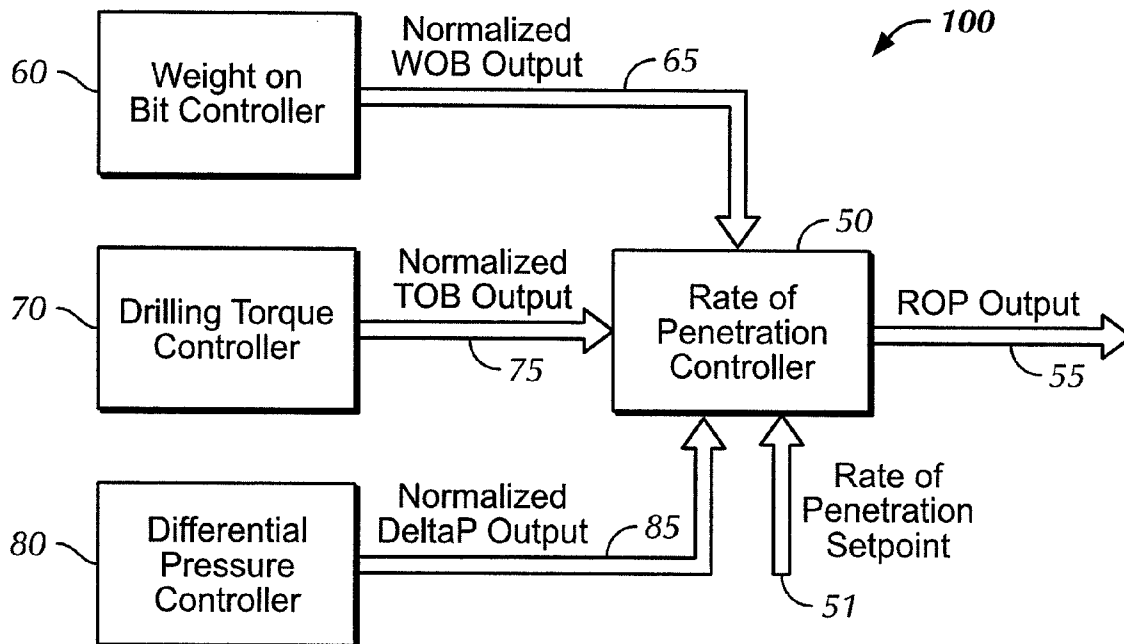 100
Normalized
WOB Output
65
60
Weight on
Bit Controller
50
Normalized
TOB Output
75
70
Drilling Torque
Controller
Rate of
Penetration
Controller
ROP Output
55
Normalized
DeltaP Output
85
80
Differential
Pressure
Controller
Rate of
Penetration
Setpoint
51